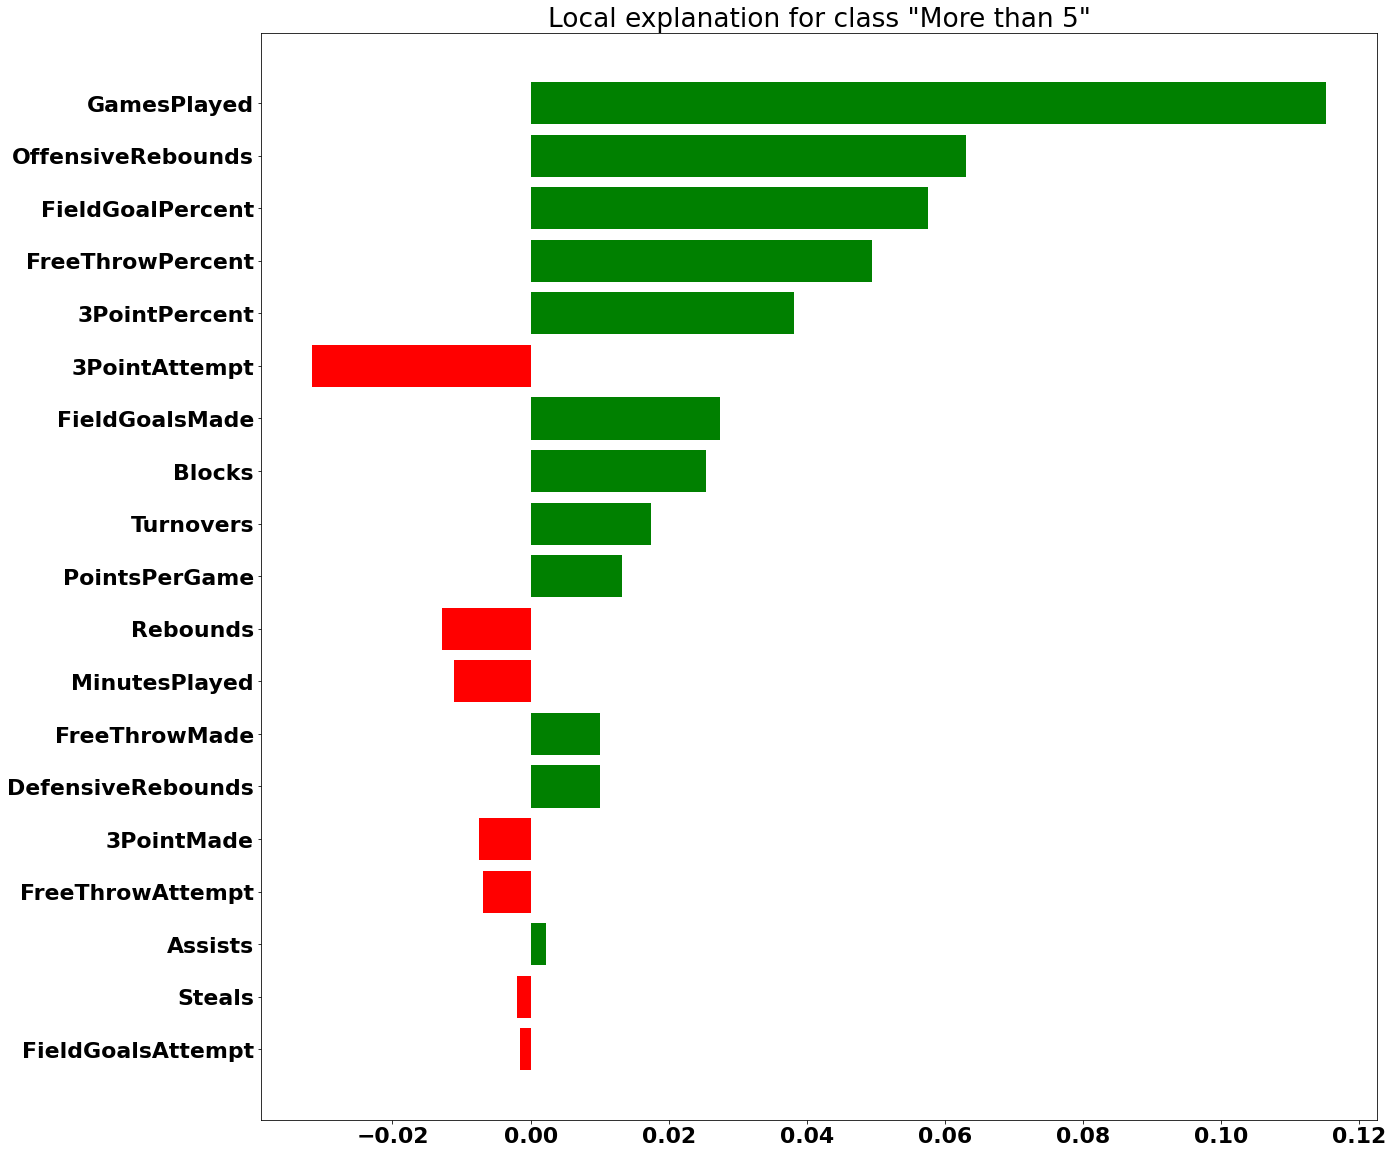 Local explanation for class "More than 5"
GamesPlayed
OffensiveRebounds
FieldGoalPercent
FreeThrowPercent
3PointPercent
3PointAttempt
FieldGoalsMade
Blocks
Turnovers
PointsPerGame
Rebounds
MinutesPlayed
FreeThrowMade
DefensiveRebounds
3PointMade
FreeThrowAttempt
Assists
Steals
FieldGoalsAttempt
−0.02 0.00 0.02 0.04 0.06 0.08 0.10 0.12